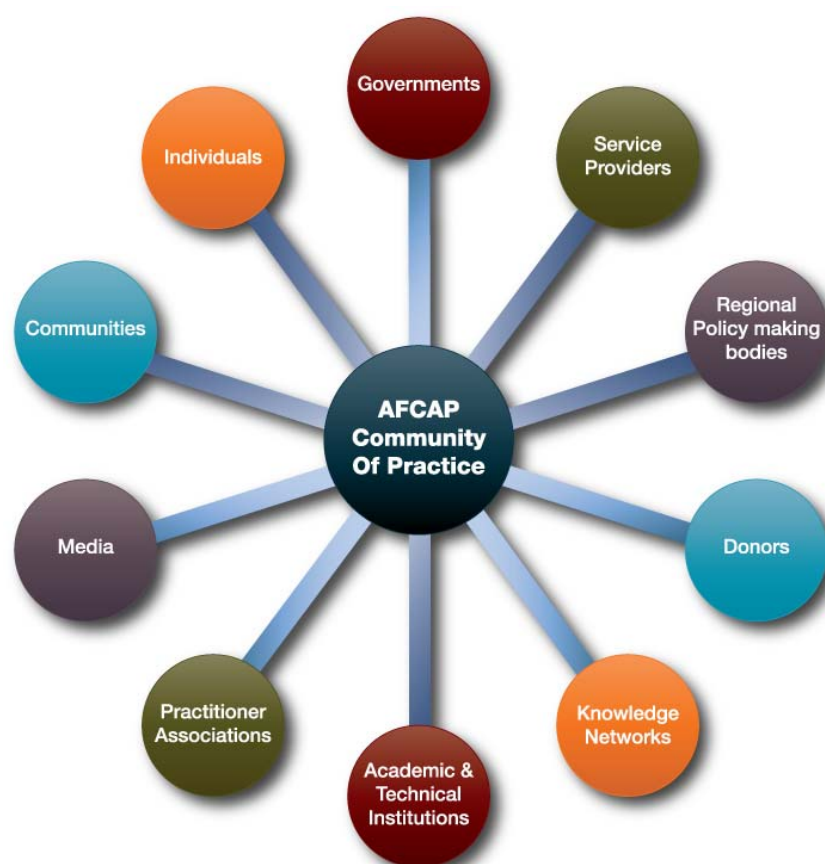 Governments
Service
Providers
Individuals
Regional
Policy making
bodies
Communities
AFCAP
Community
Of Practice
Media
Donors
Practitioner
Associations
Knowledge
Networks
Academic &
Technical
Institutions